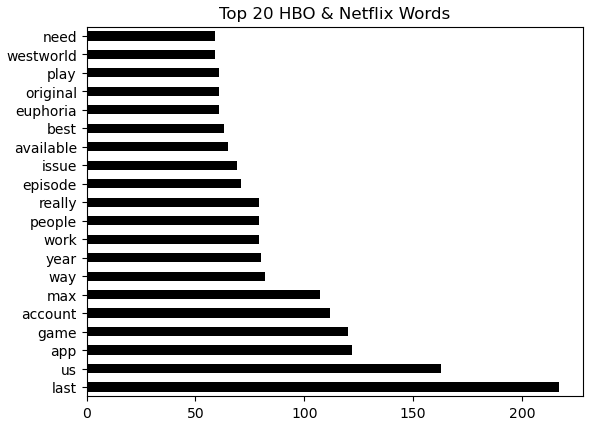 Top 20 HBO & Netflix Words
need
westworld
play
original
euphoria
best
available
issue
episode
really
people
work
year
way
max
account
game
app
us
last
0 50 100 150 200